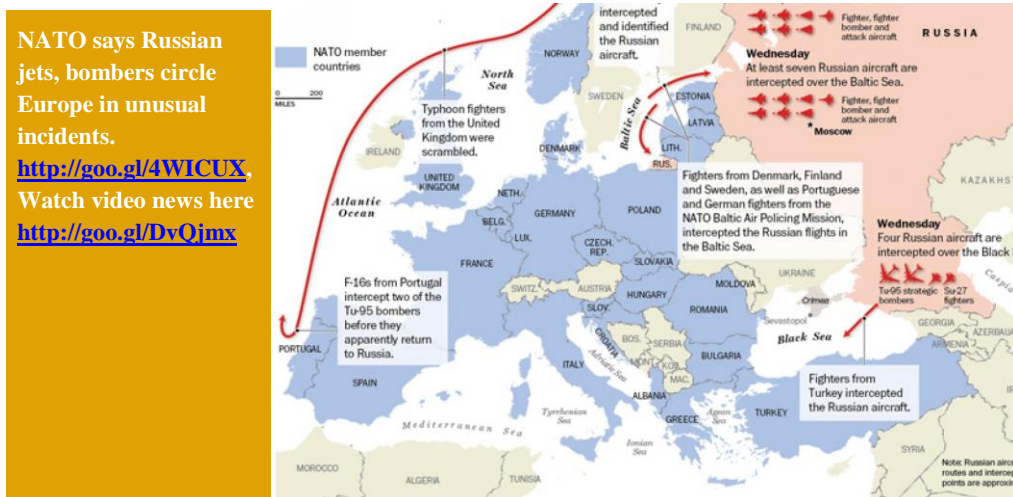 NATO says Russian
jets, bombers circle
Europe in unusual
incidents.
http://goo.gl/4WICUX,
Watch video news here
http://goo.gl/DvQjmx
NATO member
countries
0 200
MILES
intercepted
and identified
the Russian
aircraft.
Fighter, fighter
bomber and
attack aircraft
RUSSIA
Wednesday
At least seven Russian aircraft are
intercepted over the Baltic Sea.
Fighter, fighter
bomber and
attack aircraft
Moscow
NORWAY
FINLAND
SWEDEN
North
Sea
Baltic Sea
ESTONIA
LATVIA
LITH.
RUS.
Typhoon fighters
from the United
Kingdom were
scrambled.
IRELAND
UNITED
KINGDOM
DENMARK
Atlantic
Ocean
NETH.
BELG.
LUX.
GERMANY
POLAND
CZECH.
REP.
SLOVAKIA
FRANCE
SWITZ.
AUSTRIA
HUNGARY
SLOV.
CROATIA
BOS.
SERBIA
MONT.
KOS.
MAC.
ALBANIA
ITALY
Adriatic Sea
ROMANIA
MOLDOVA
BULGARIA
UKRAINE
Crimea
Sevastopol
Black Sea
Fighters from Denmark, Finland
and Sweden, as well as Portuguese
and German fighters from the
NATO Baltic Air Policing Mission,
intercepted the Russian flights in
the Baltic Sea.
KAZAKHST
Wednesday
Four Russian aircraft are
intercepted over the Black
Tu-95 strategic
bombers
Su-27
fighters
Caspia
GEORGIA
ARMENIA
AZERBAIJ
F-16s from Portugal
intercept two of the
Tu-95 bombers
before they
apparently return
to Russia.
PORTUGAL
SPAIN
Fighters from
Turkey intercepted
the Russian aircraft.
TURKEY
GREECE
Agean
Sea
Tyrrhenian
Sea
Ionian
Sea
Mediterranean Sea
MOROCCO
ALGERIA
TUNISIA
SYRIA
Note: Russian airc
routes and intercep
points are approxim